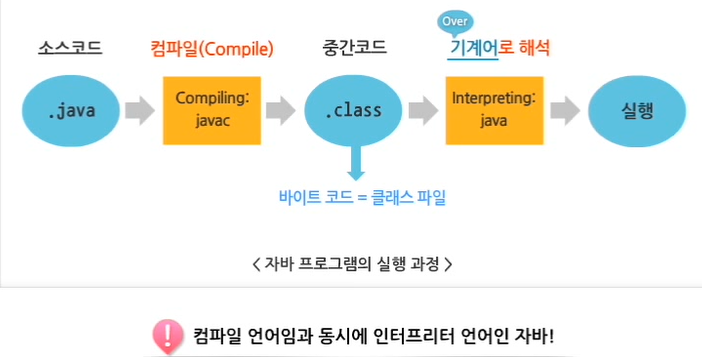 Over
소스코드
컴파일(Compile)
중간코드
기계어로 해석
.java
Compiling:
javac
.class
Interpreting:
java
실행
바이트 코드 = 클래스 파일
< 자바 프로그램의 실행 과정 >
! 컴파일 언어임과 동시에 인터프리터 언어인 자바!